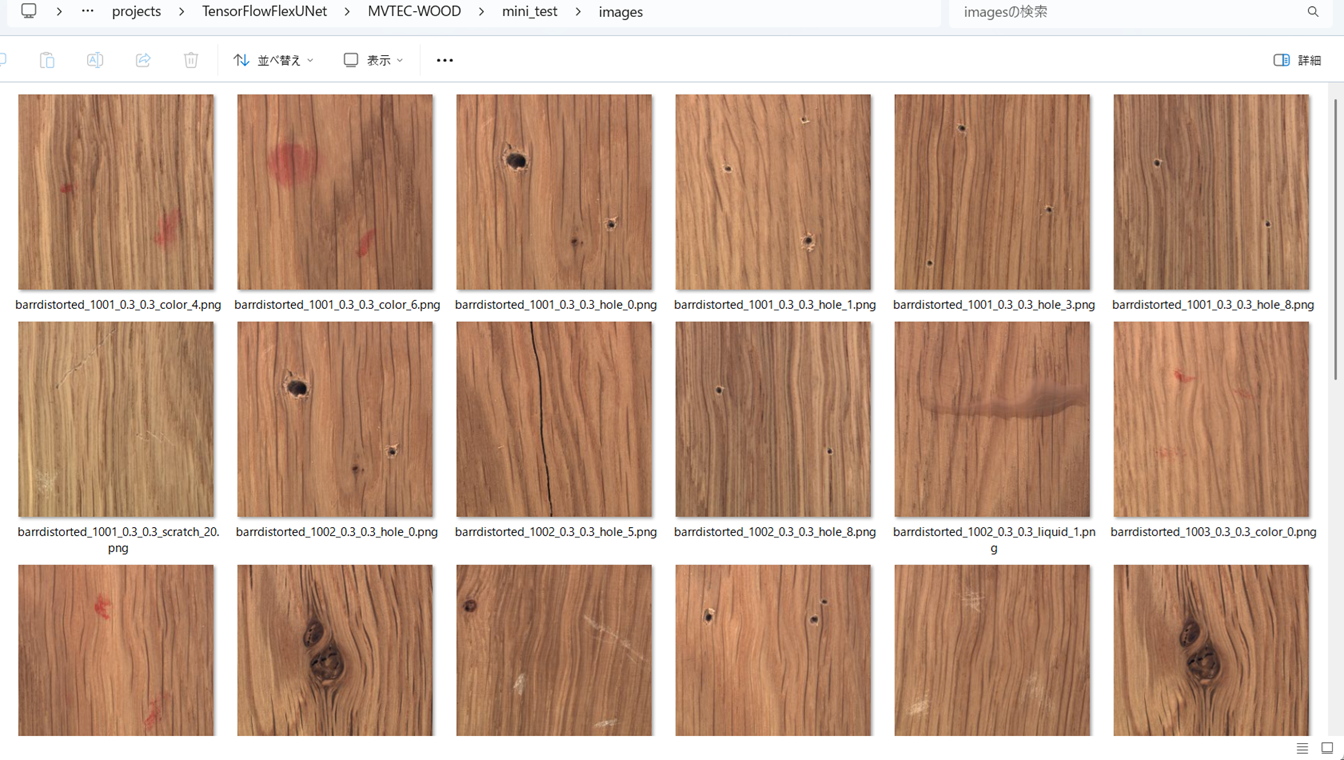 projects > TensorFlowFlexUNet > MVTEC-WOOD > mini_test > images
imagesの検索
並べ替え
表示
詳細
barrdistorted_1001_0.3_0.3_color_4.png
barrdistorted_1001_0.3_0.3_color_6.png
barrdistorted_1001_0.3_0.3_hole_0.png
barrdistorted_1001_0.3_0.3_hole_1.png
barrdistorted_1001_0.3_0.3_hole_3.png
barrdistorted_1001_0.3_0.3_hole_8.png
barrdistorted_1001_0.3_0.3_scratch_20.
png
barrdistorted_1002_0.3_0.3_hole_0.png
barrdistorted_1002_0.3_0.3_hole_5.png
barrdistorted_1002_0.3_0.3_hole_8.png
barrdistorted_1002_0.3_0.3_liquid_1.pn
g
barrdistorted_1003_0.3_0.3_color_0.png